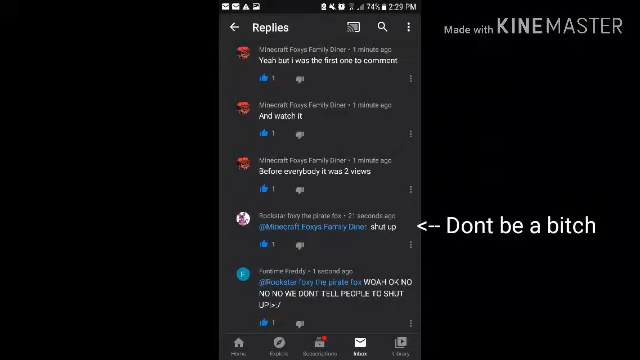 74% 2:29 PM
Replies
Made with KINEMASTER
Minecraft Foxys Family Diner • 1 minute ago
Yeah but i was the first one to comment
1
Minecraft Foxys Family Diner • 1 minute ago
And watch it
1
Minecraft Foxys Family Diner • 1 minute ago
Before everybody it was 2 views
1
Rockstar foxy the pirate fox • 21 seconds ago
@Minecraft Foxys Family Diner shut up
<-- Dont be a bitch
1
F
Funtime Freddy • 1 second ago
@Rockstar foxy the pirate fox WOAH OK NO
NO NO WE DONT TELL PEOPLE TO SHUT
UP!>:/
1
Home Explore Subscriptions Inbox Library